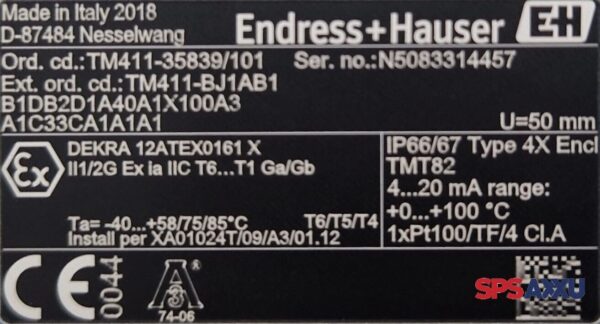 Made in Italy 2018
D-87484 Nesselwang
Endress+Hauser EH
Ord. cd.:TM411-35839/101 Ser. no.:N5083314457
Ext. ord. cd.:TM411-BJ1AB1
B1DB2D1A40A1X100A3
A1C33CA1A1A1
U=50 mm
Ex
DEKRA 12ATEX0161 X
II1/2G Ex ia IIC T6...T1 Ga/Gb
Ta= -40...+58/75/85°C T6/T5/T4
Install per XA01024T/09/A3/01.12
IP66/67 Type 4X Encl
TMT82
4...20 mA range:
+0...+100 °C
1xPt100/TF/4 Cl.A
CE 0044
A
3
74-06
SPS AXXU